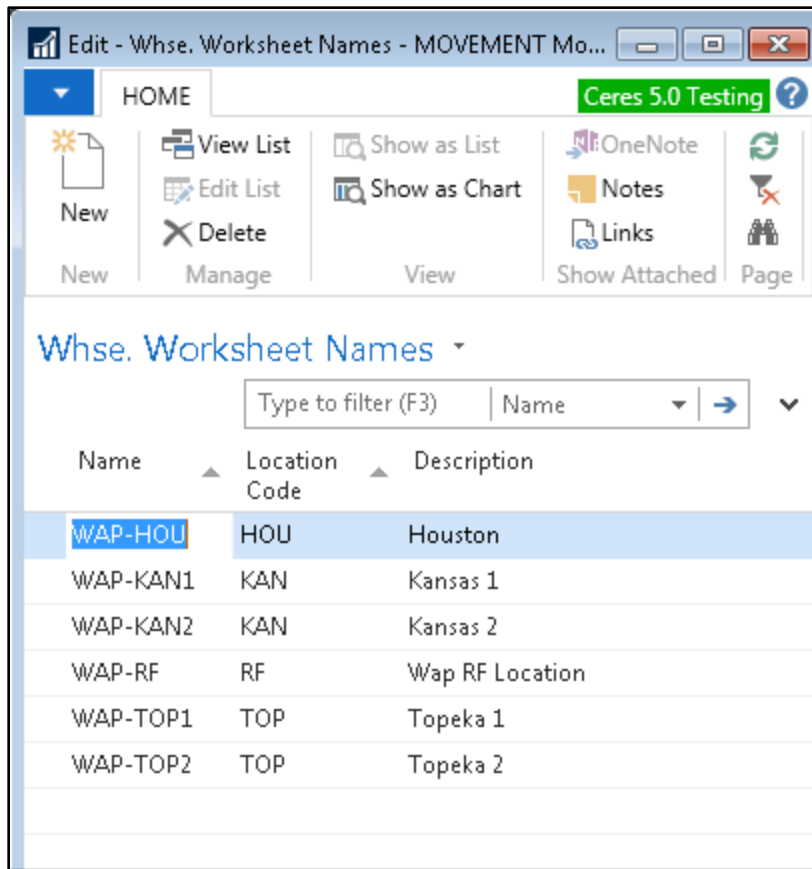 Edit - Whse. Worksheet Names - MOVEMENT Mo...
HOME
Ceres 5.0 Testing
?
New
View List
Edit List
Delete
Show as List
Show as Chart
OneNote
Notes
Links
New
Manage
View
Show Attached
Page
Whse. Worksheet Names
Type to filter (F3)
Name
Name
Location Code
Description
WAP-HOU HOU Houston
WAP-KAN1 KAN Kansas 1
WAP-KAN2 KAN Kansas 2
WAP-RF RF Wap RF Location
WAP-TOP1 TOP Topeka 1
WAP-TOP2 TOP Topeka 2